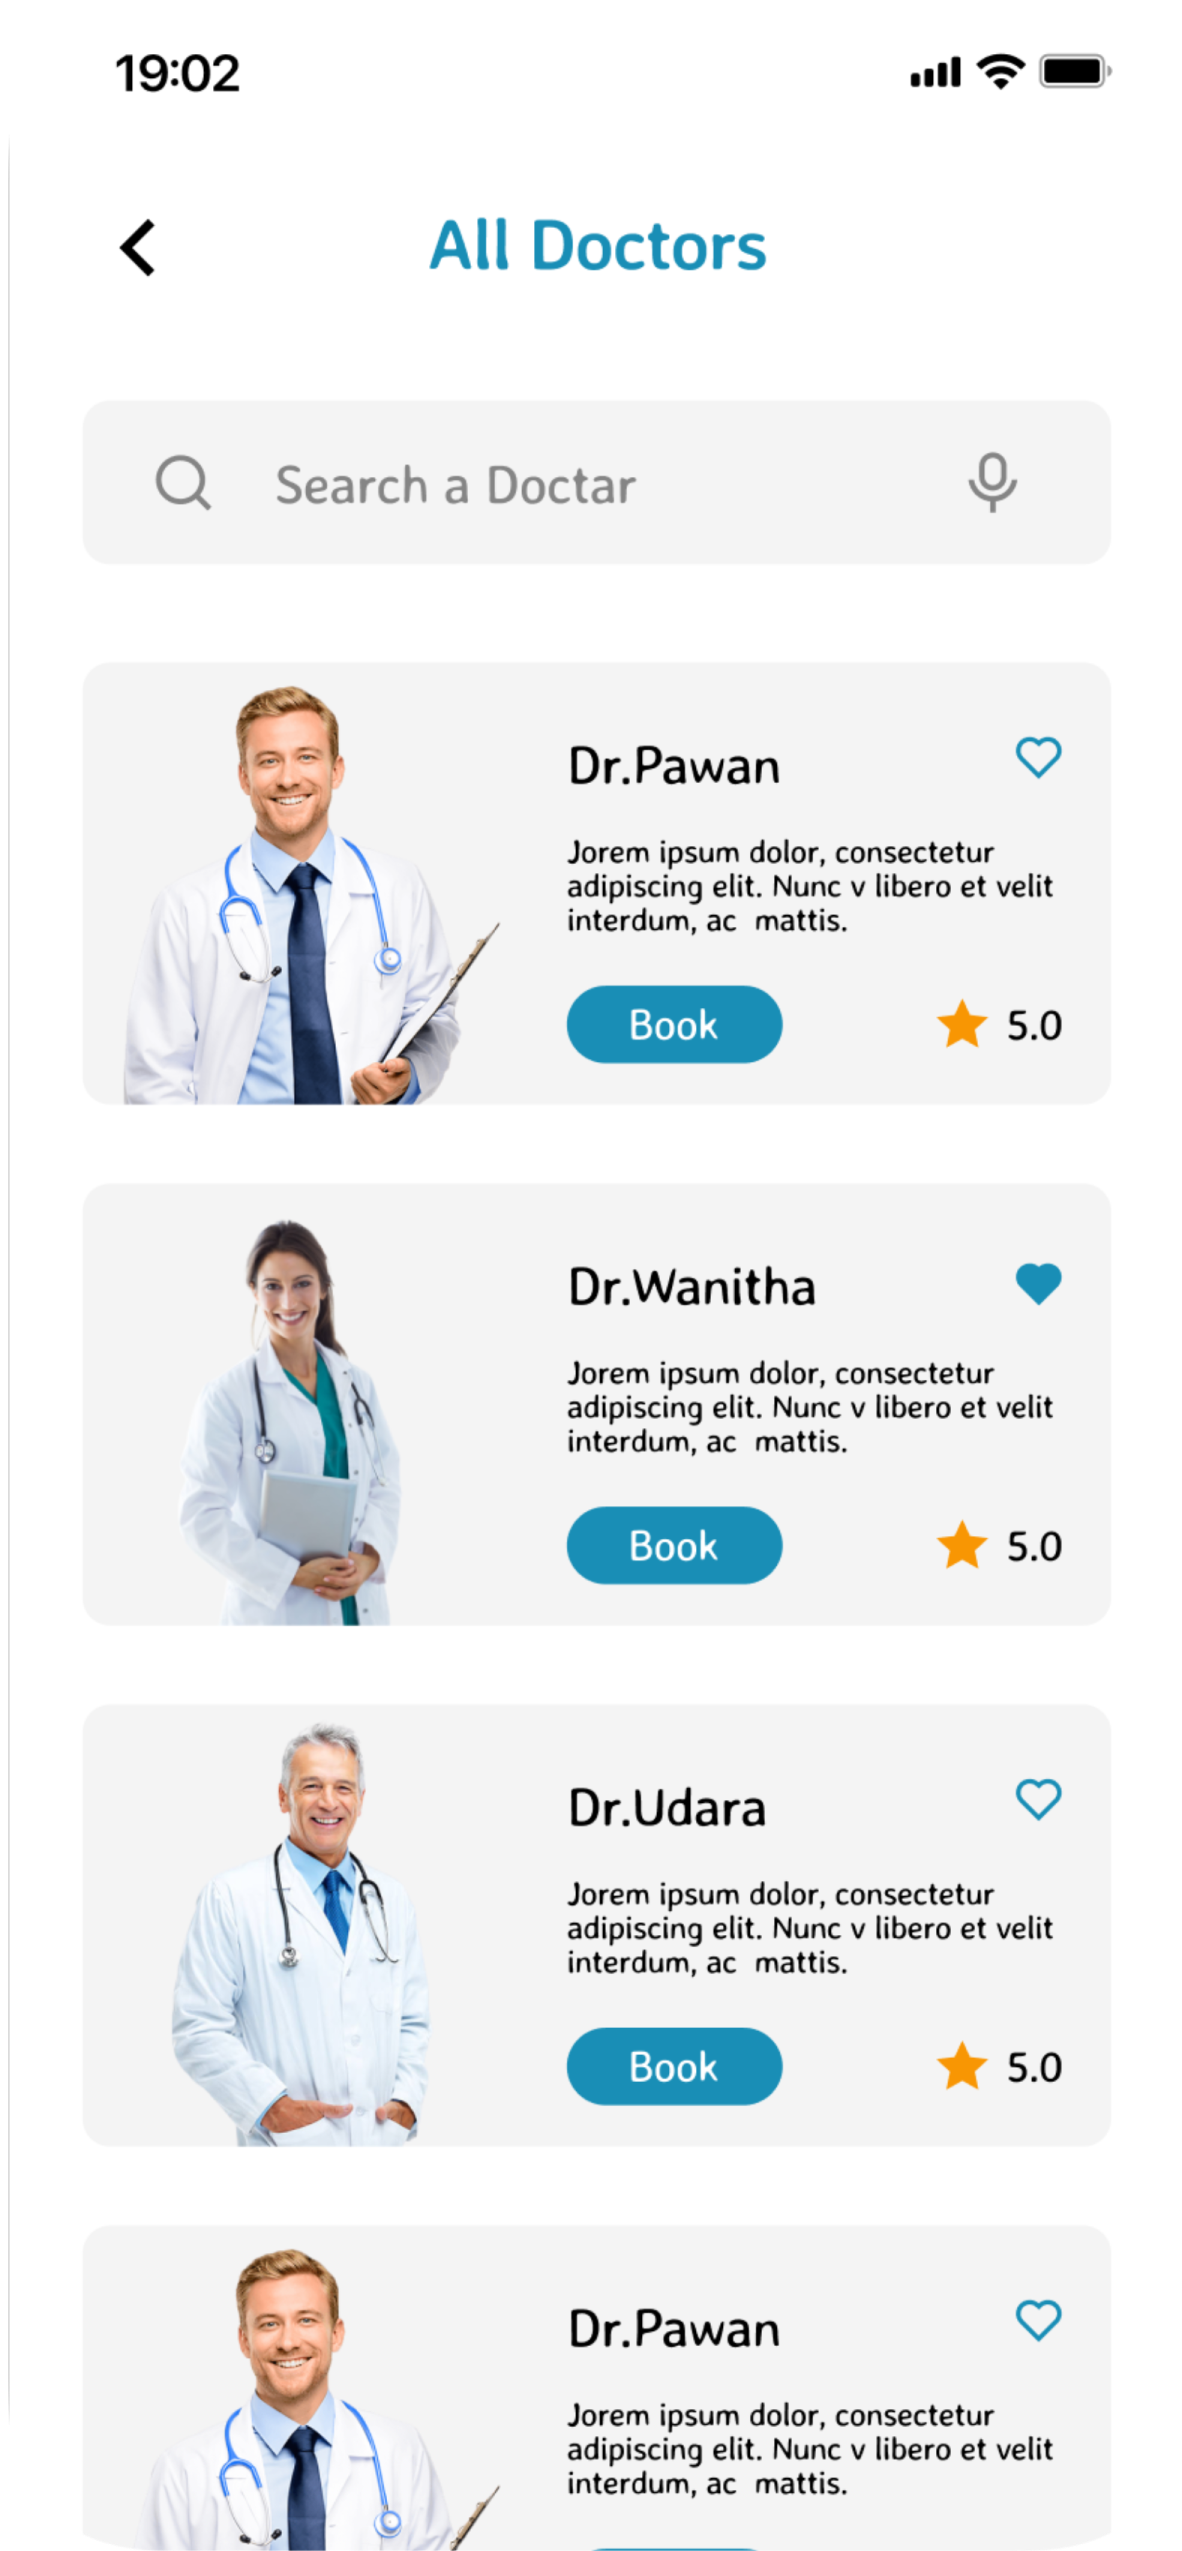 19:02
All Doctors
Search a Doctar
Dr.Pawan
Jorem ipsum dolor, consectetur
adipiscing elit. Nunc v libero et velit
interdum, ac  mattis.
Book
5.0
Dr.Wanitha
Jorem ipsum dolor, consectetur
adipiscing elit. Nunc v libero et velit
interdum, ac  mattis.
Book
5.0
Dr.Udara
Jorem ipsum dolor, consectetur
adipiscing elit. Nunc v libero et velit
interdum, ac  mattis.
Book
5.0
Dr.Pawan
Jorem ipsum dolor, consectetur
adipiscing elit. Nunc v libero et velit
interdum, ac  mattis.